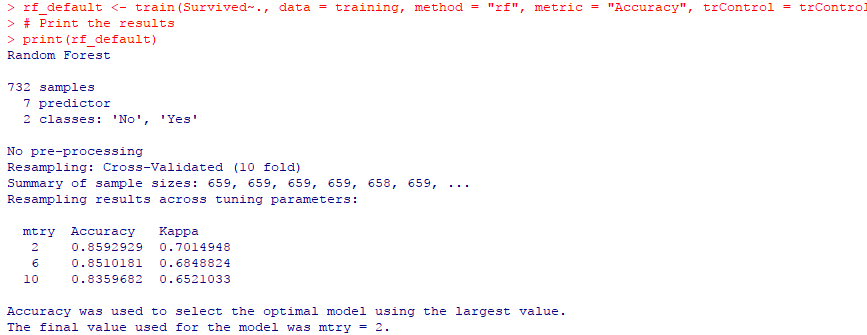 > rf_default <- train(Survived~., data = training, method = "rf", metric = "Accuracy", trControl = trControl
> # Print the results
> print(rf_default)
Random Forest

732 samples
  7 predictor
  2 classes: 'No', 'Yes'

No pre-processing
Resampling: Cross-Validated (10 fold)
Summary of sample sizes: 659, 659, 659, 659, 658, 659, ...
Resampling results across tuning parameters:

  mtry  Accuracy   Kappa
   2    0.8592929  0.7014948
   6    0.8510181  0.6848824
  10    0.8359682  0.6521033

Accuracy was used to select the optimal model using the largest value.
The final value used for the model was mtry = 2.